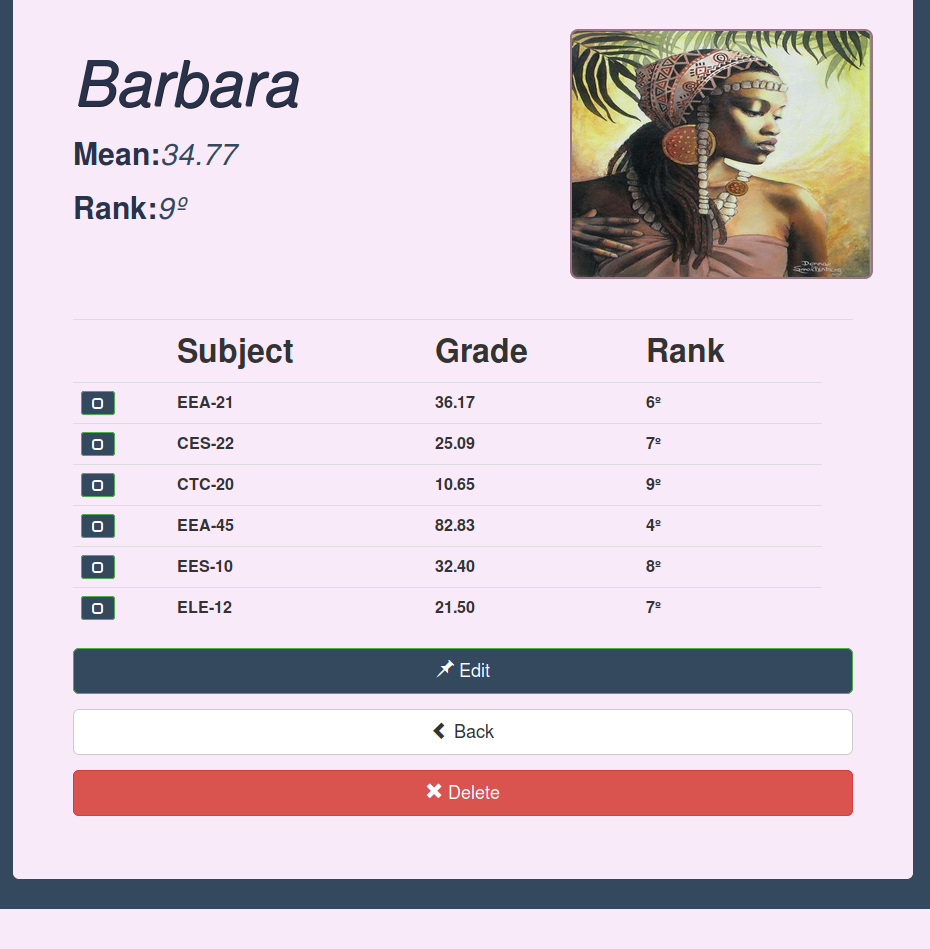 Barbara
Mean:34.77
Rank:9º
Subject Grade Rank
EEA-21 36.17 6º
CES-22 25.09 7º
CTC-20 10.65 9º
EEA-45 82.83 4º
EES-10 32.40 8º
ELE-12 21.50 7º
Edit
Back
Delete